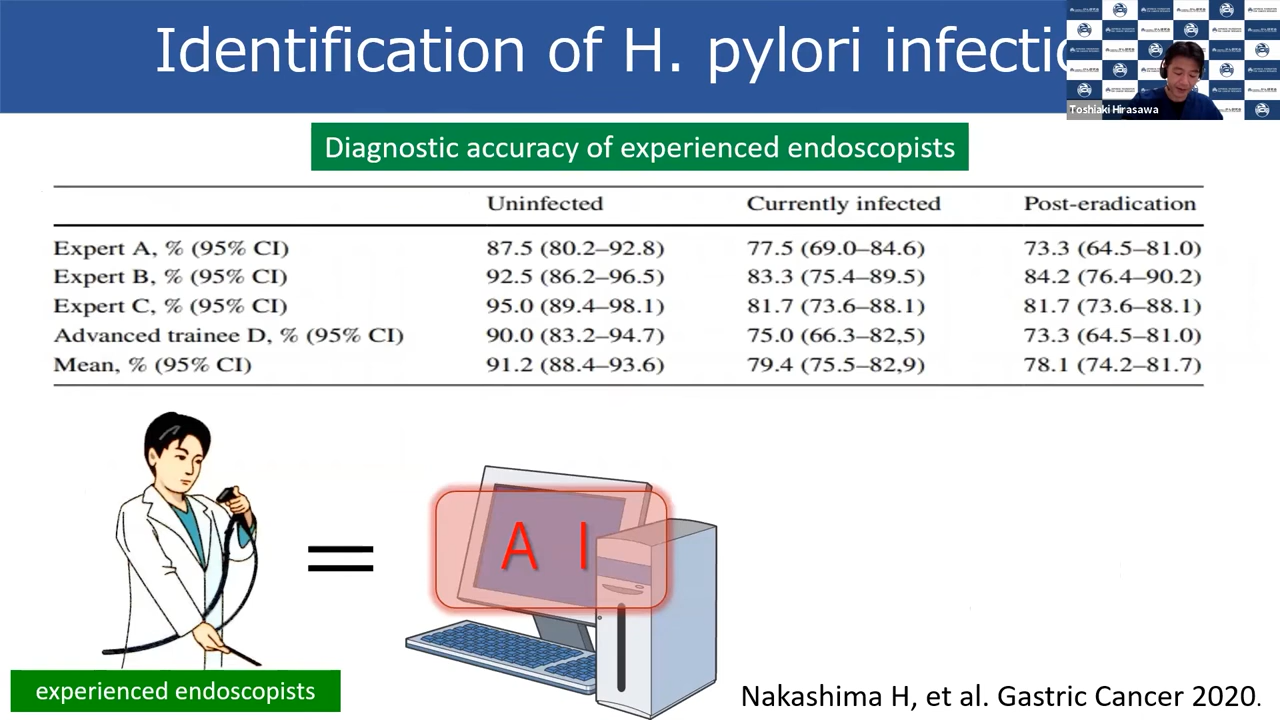 Identification of H. pylori infectio
Toshiaki Hirasawa
Diagnostic accuracy of experienced endoscopists
Uninfected Currently infected Post-eradication
Expert A, % (95% CI) 87.5 (80.2–92.8) 77.5 (69.0–84.6) 73.3 (64.5–81.0)
Expert B, % (95% CI) 92.5 (86.2–96.5) 83.3 (75.4–89.5) 84.2 (76.4–90.2)
Expert C, % (95% CI) 95.0 (89.4–98.1) 81.7 (73.6–88.1) 81.7 (73.6–88.1)
Advanced trainee D, % (95% CI) 90.0 (83.2–94.7) 75.0 (66.3–82,5) 73.3 (64.5–81.0)
Mean, % (95% CI) 91.2 (88.4–93.6) 79.4 (75.5–82,9) 78.1 (74.2–81.7)
=
A I
experienced endoscopists
Nakashima H, et al. Gastric Cancer 2020.